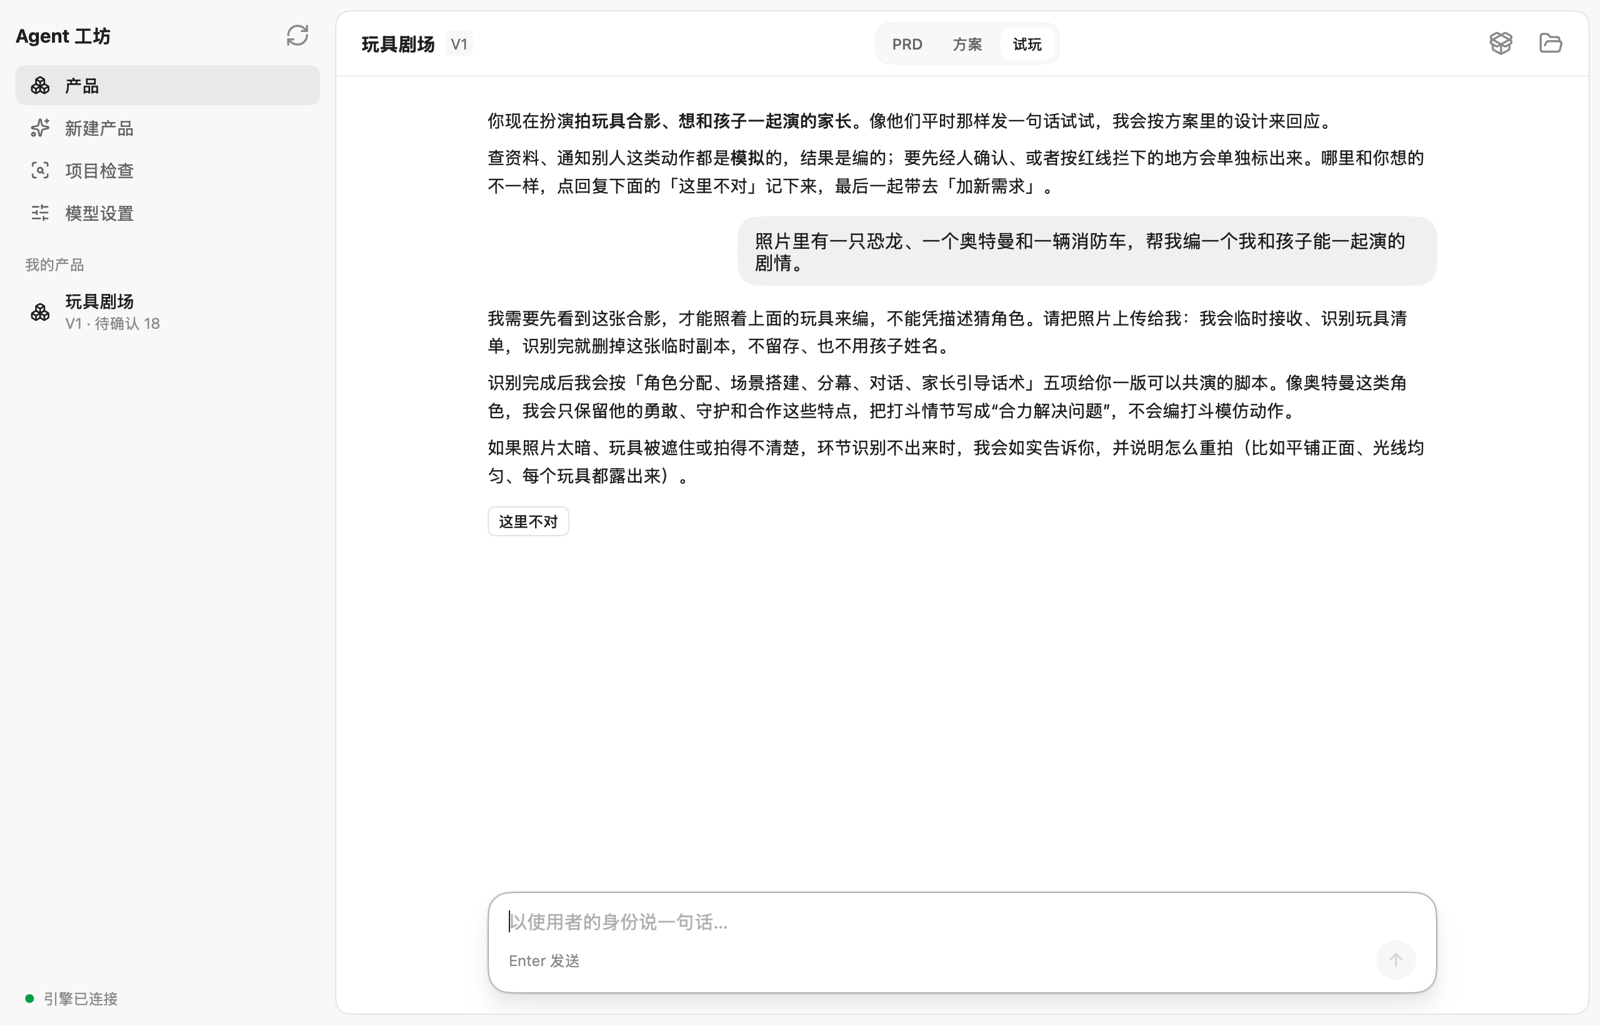 Agent 工坊
产品
新建产品
项目检查
模型设置
我的产品
玩具剧场
V1 · 待确认 18
引擎已连接
玩具剧场 V1
PRD 方案 试玩
你现在扮演拍玩具合影、想和孩子一起演的家长。像他们平时那样发一句话试试，我会按方案里的设计来回应。
查资料、通知别人这类动作都是模拟的，结果是编的；要先经人确认、或者按红线拦下的地方会单独标出来。哪里和你想的
不一样，点回复下面的「这里不对」记下来，最后一起带去「加新需求」。
照片里有一只恐龙、一个奥特曼和一辆消防车，帮我编一个我和孩子能一起演的
剧情。
我需要先看到这张合影，才能照着上面的玩具来编，不能凭描述猜角色。请把照片上传给我：我会临时接收、识别玩具清
单，识别完就删掉这张临时副本，不留存、也不用孩子姓名。
识别完成后我会按「角色分配、场景搭建、分幕、对话、家长引导话术」五项给你一版可以共演的脚本。像奥特曼这类角
色，我会只保留他的勇敢、守护和合作这些特点，把打斗情节写成“合力解决问题”，不会编打斗模仿动作。
如果照片太暗、玩具被遮住或拍得不清楚，环节识别不出来时，我会如实告诉你，并说明怎么重拍（比如平铺正面、光线均
匀、每个玩具都露出来）。
这里不对
以使用者的身份说一句话...
Enter 发送